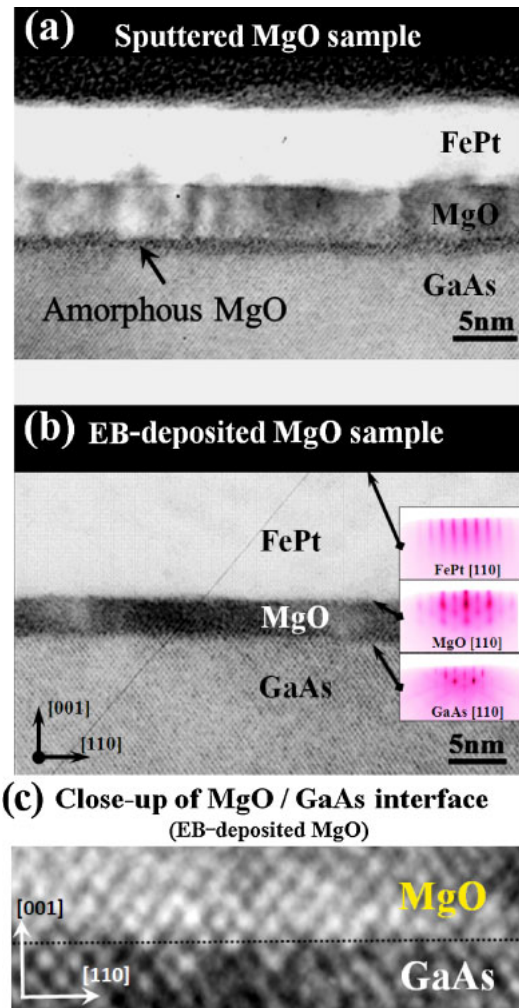 (a) Sputtered MgO sample
FePt
MgO
Amorphous MgO
GaAs
5nm
(b) EB-deposited MgO sample
FePt
FePt [110]
MgO
MgO [110]
GaAs
GaAs [110]
[001]
[110]
5nm
(c) Close-up of MgO / GaAs interface
(EB-deposited MgO)
[001]
MgO
[110]
GaAs